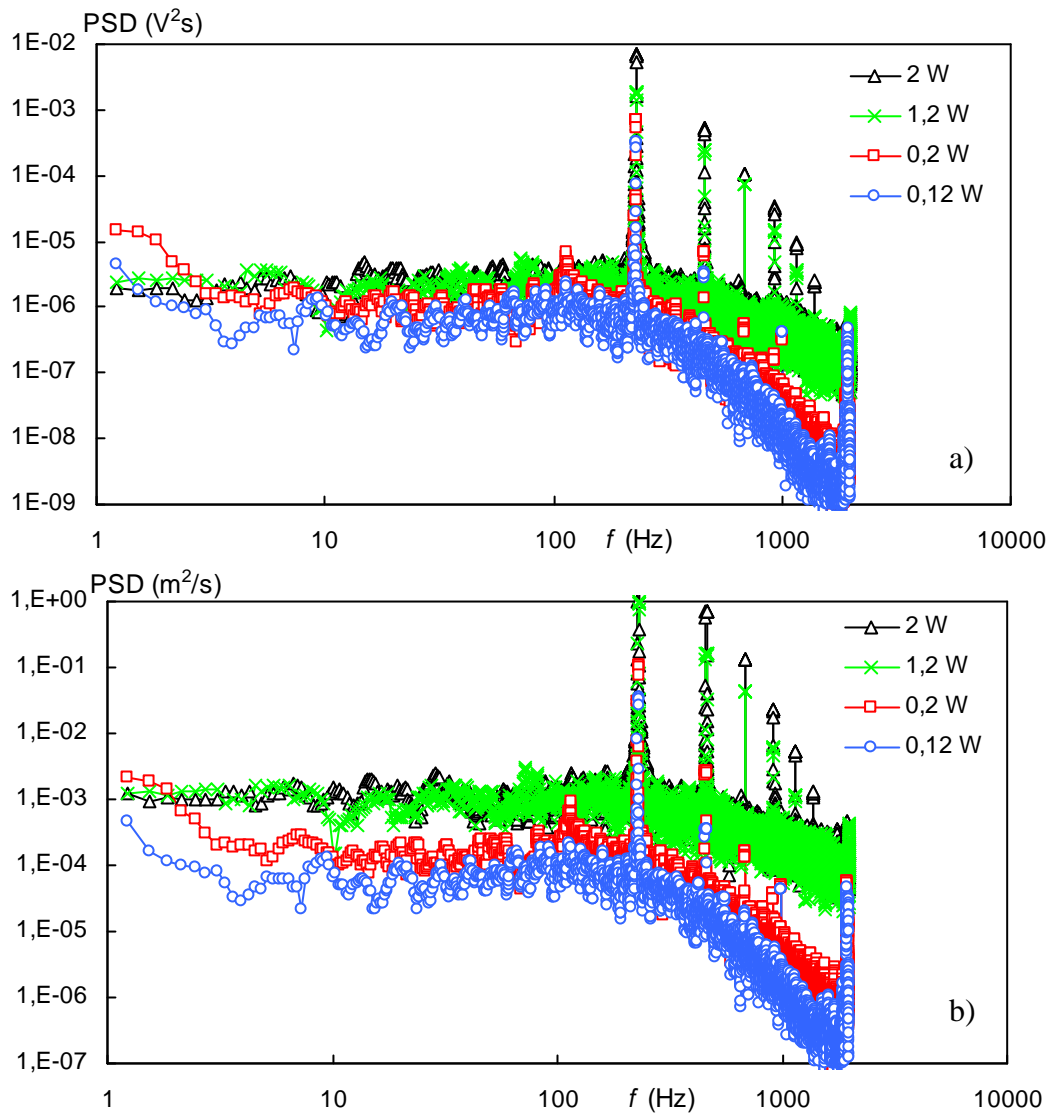 PSD (V²s)
1E-02
1E-03
1E-04
1E-05
1E-06
1E-07
1E-08
1E-09
2 W
1,2 W
0,2 W
0,12 W
a)
1 10 100 f (Hz) 1000 10000
PSD (m²/s)
1,E+00
1,E-01
1,E-02
1,E-03
1,E-04
1,E-05
1,E-06
1,E-07
2 W
1,2 W
0,2 W
0,12 W
b)
1 10 100 f (Hz) 1000 10000